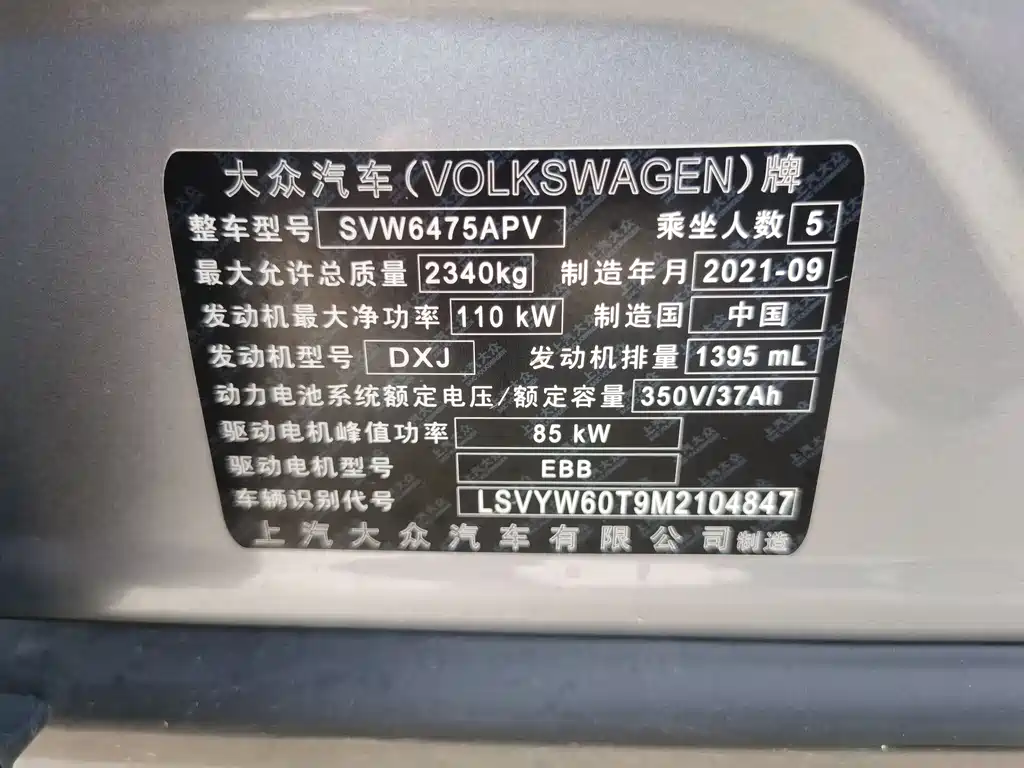 大众汽车(VOLKSWAGEN)牌
整车型号 SVW6475APV 乘坐人数 5
最大允许总质量 2340kg 制造年月 2021-09
发动机最大净功率 110 kW 制造国 中国
发动机型号 DXJ 发动机排量 1395 mL
动力电池系统额定电压/额定容量 350V/37Ah
驱动电机峰值功率 85 kW
驱动电机型号 EBB
车辆识别代号 LSVYW60T9M2104847
上汽大众汽车有限公司制造